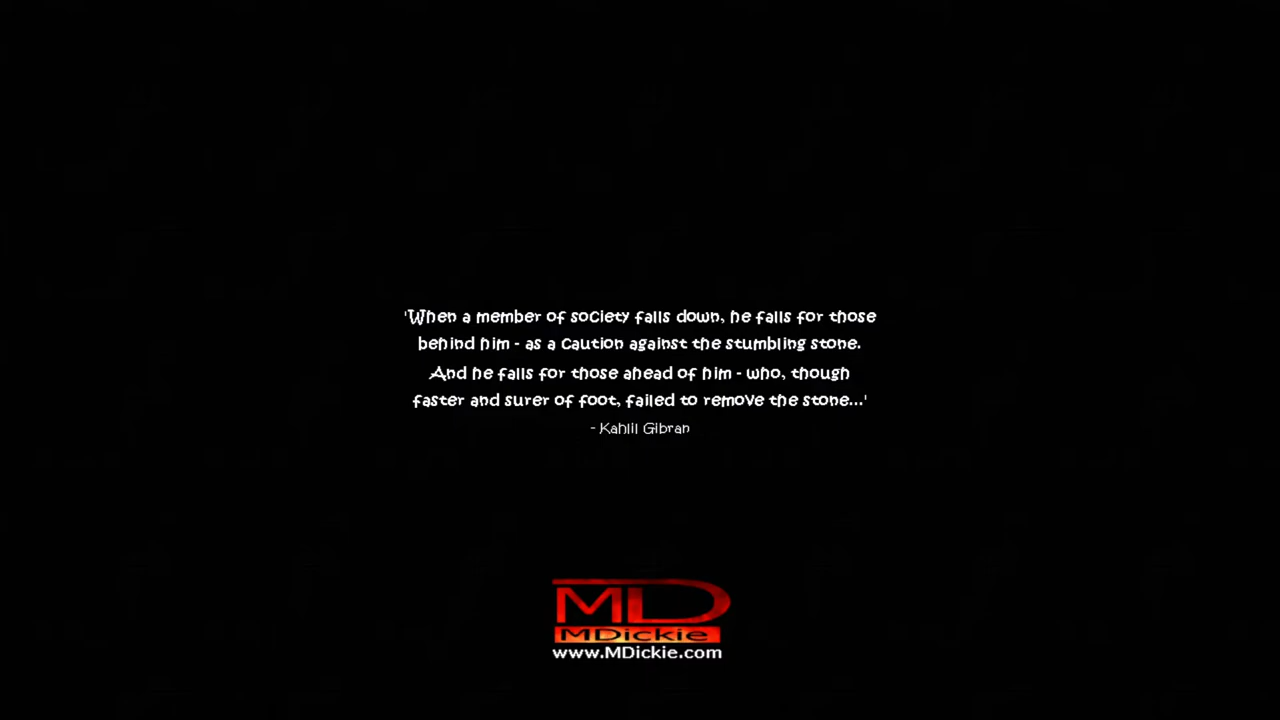 'When a member of society falls down, he falls for those
behind him - as a caution against the stumbling stone.
And he falls for those ahead of him - who, though
faster and surer of foot, failed to remove the stone...'
- Kahlil Gibran
MD
MDickie
www.MDickie.com